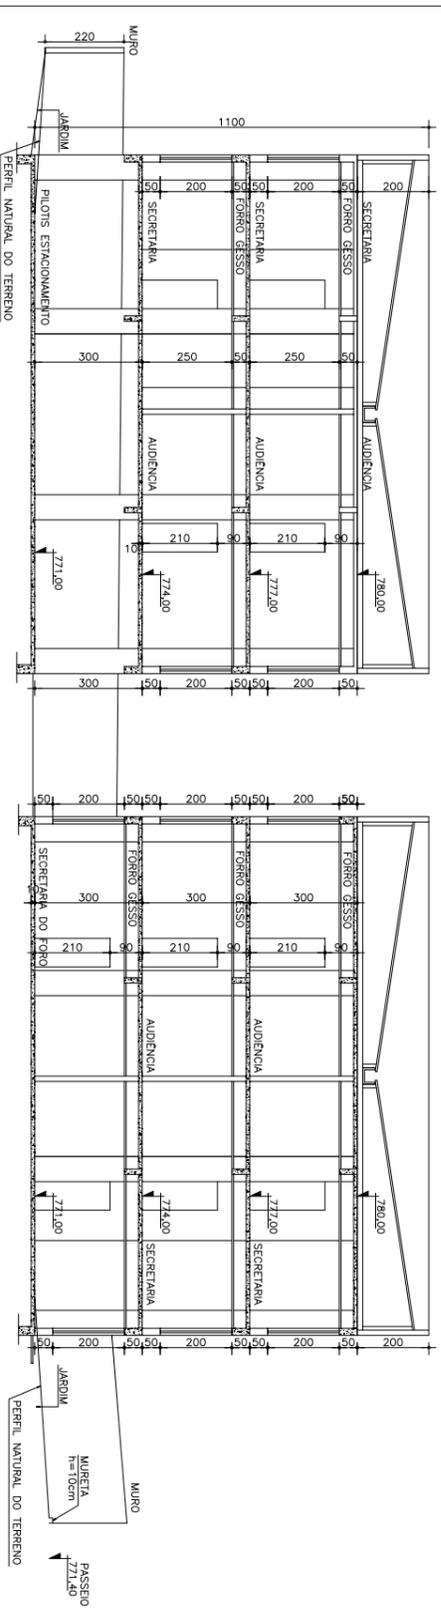 MURO
220
1100
JARDIM
PERFIL NATURAL DO TERRENO
50 200 50 50 200 50 200
SECRETARIA
FORRO GESSO
SECRETARIA
FORRO GESSO
SECRETARIA
PILOTIS ESTACIONAMENTO
300 250 50 250 50
AUDIÊNCIA
AUDIÊNCIA
AUDIÊNCIA
10 210 90 210 90
771,00
774,00
777,00
780,00
300 50 200 50 50 200 50
50 200 50 50 200 50 50 200 50
SECRETARIA DO FORO
FORRO GESSO
FORRO GESSO
FORRO GESSO
10 300 300 300
210 90 210 90 210 90
AUDIÊNCIA
AUDIÊNCIA
771,00
774,00
777,00
780,00
SECRETARIA
SECRETARIA
50 200 50 50 200 50 50 200 50 200
JARDIM
PERFIL NATURAL DO TERRENO
MURETA
h=10cm
MURO
PASSEIO
771,40